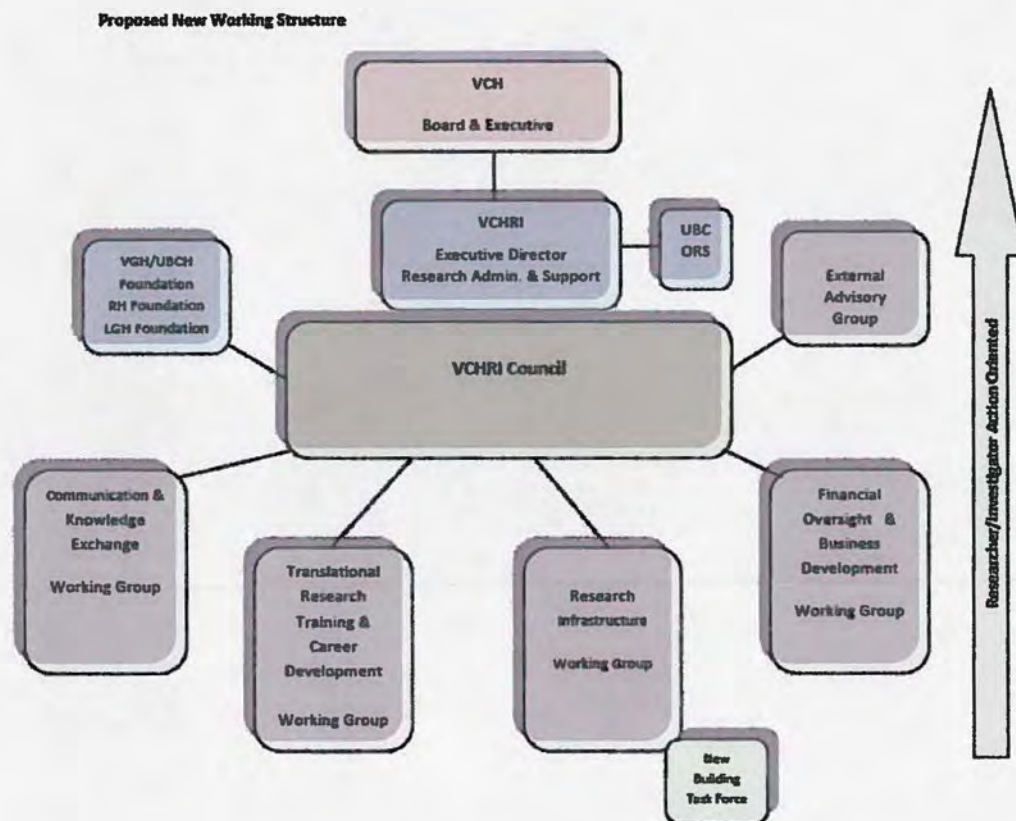 Proposed New Working Structure
VCH
Board & Executive
VCHRI
Executive Director
Research Admin. & Support
UBC
ORS
VGH/UBCH
Foundation
RH Foundation
LGH Foundation
External
Advisory
Group
VCHRI Council
Communication &
Knowledge
Exchange
Working Group
Translational
Research
Training &
Career
Development
Working Group
Research
Infrastructure
Working Group
Financial
Oversight &
Business
Development
Working Group
New
Building
Task Force
Researcher/Investigator Action Oriented